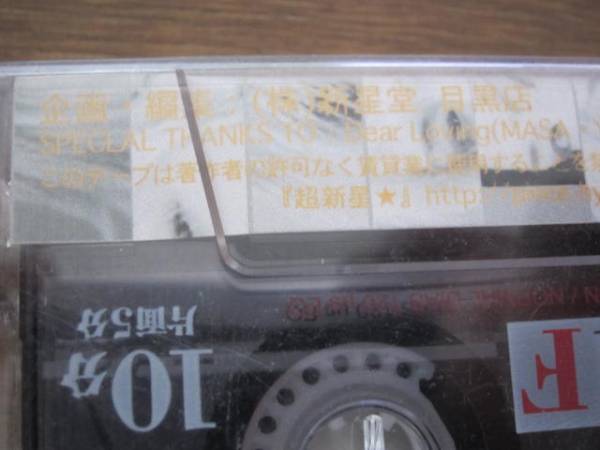 企画・編集:(株)新星堂 目黒店
SPECIAL THANKS TO Dear Loving(MASA
このテープは著作者の許可なく賃貸業に使用することを
『超新星★』 http://
10分
片面5分
F